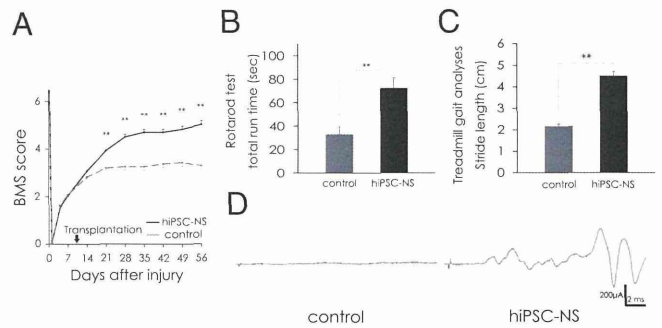 A
BMS score
6
4
2
0
**
**
**
**
**
**
Transplantation
hiPSC-NS
control
0 7 14 21 28 35 42 49 56
Days after injury
B
Rotarod test
total run time (sec)
100
80
60
40
20
0
**
control hiPSC-NS
C
Treadmill gait analyses
Stride length (cm)
6
5
4
3
2
1
0
**
control hiPSC-NS
D
200μA
2 ms
control
hiPSC-NS